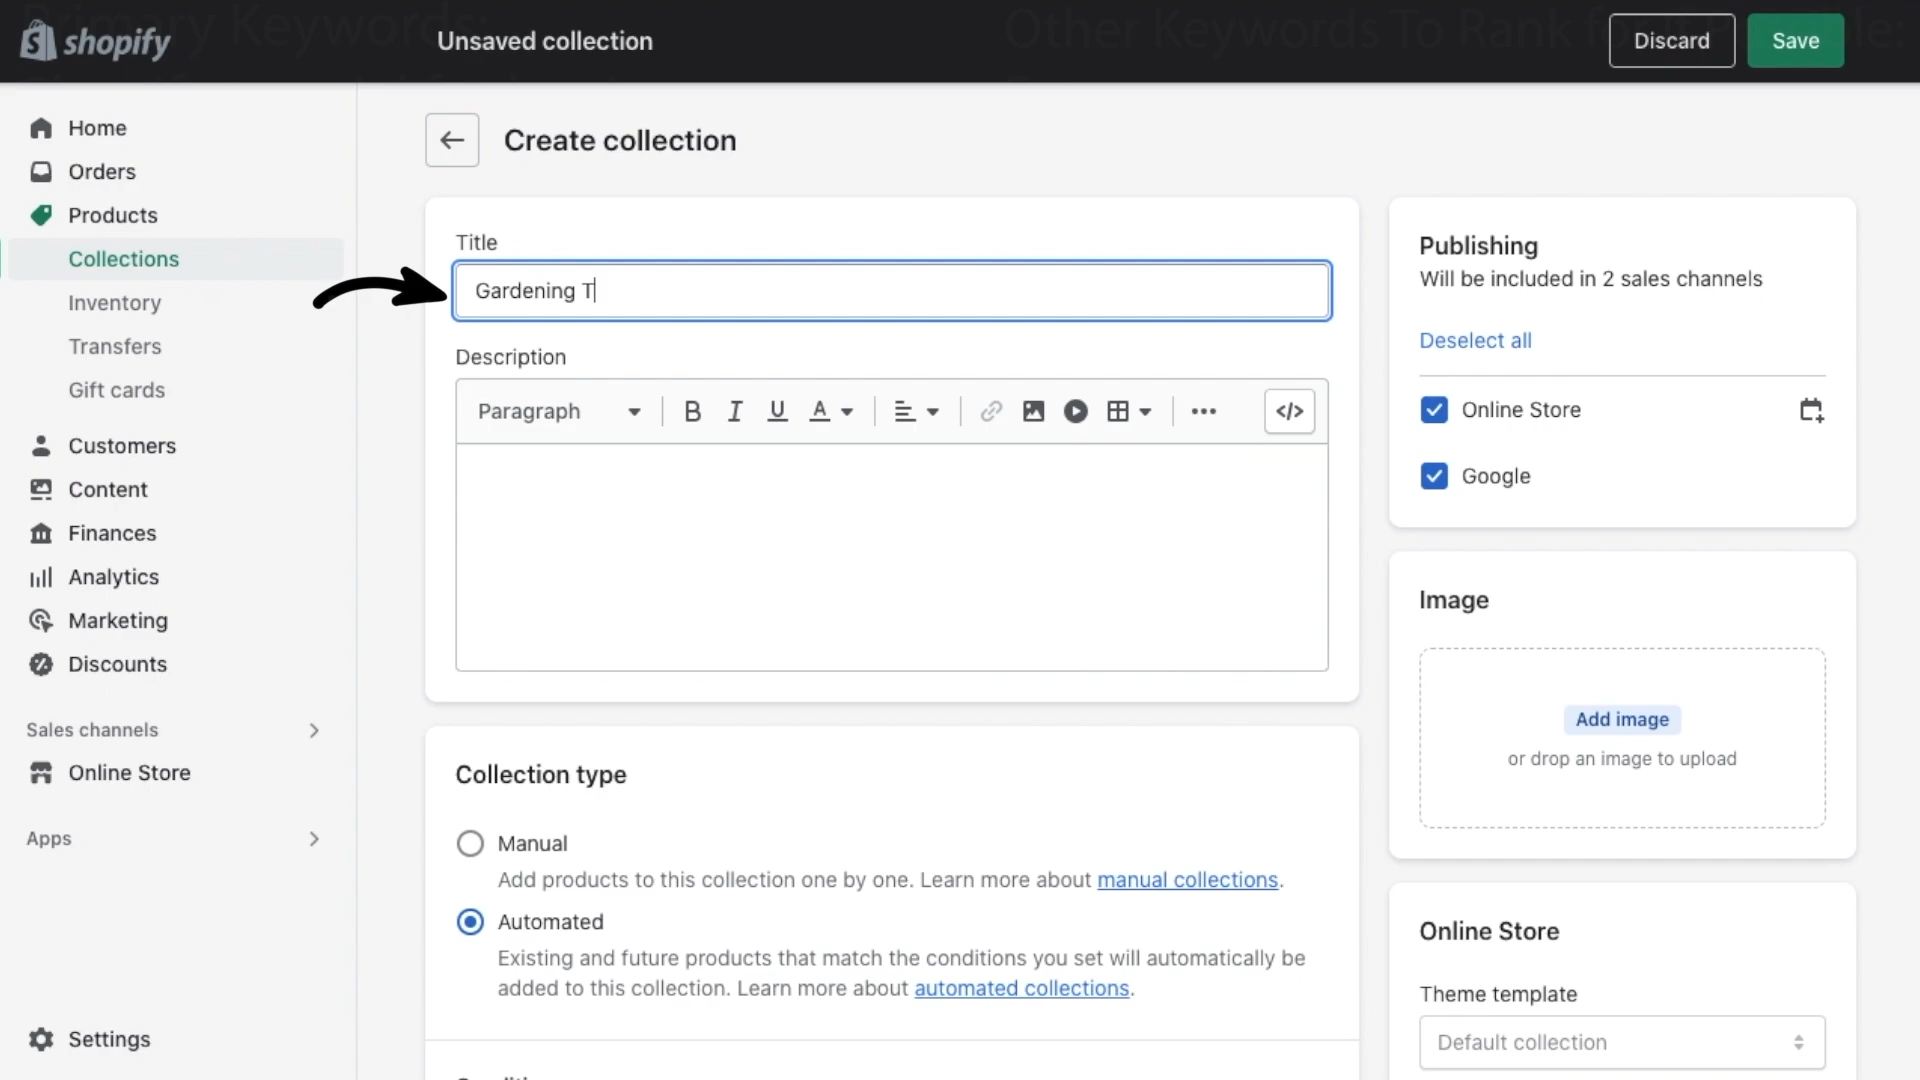 shopify
Unsaved collection
Discard
Save
Home
Orders
Products
Collections
Inventory
Transfers
Gift cards
Customers
Content
Finances
Analytics
Marketing
Discounts
Sales channels
Online Store
Apps
Settings
Create collection
Title
Gardening T
Description
Paragraph
B I U A
</>
Collection type
Manual
Add products to this collection one by one. Learn more about manual collections.
Automated
Existing and future products that match the conditions you set will automatically be
added to this collection. Learn more about automated collections.
Publishing
Will be included in 2 sales channels
Deselect all
Online Store
Google
Image
Add image
or drop an image to upload
Online Store
Theme template
Default collection